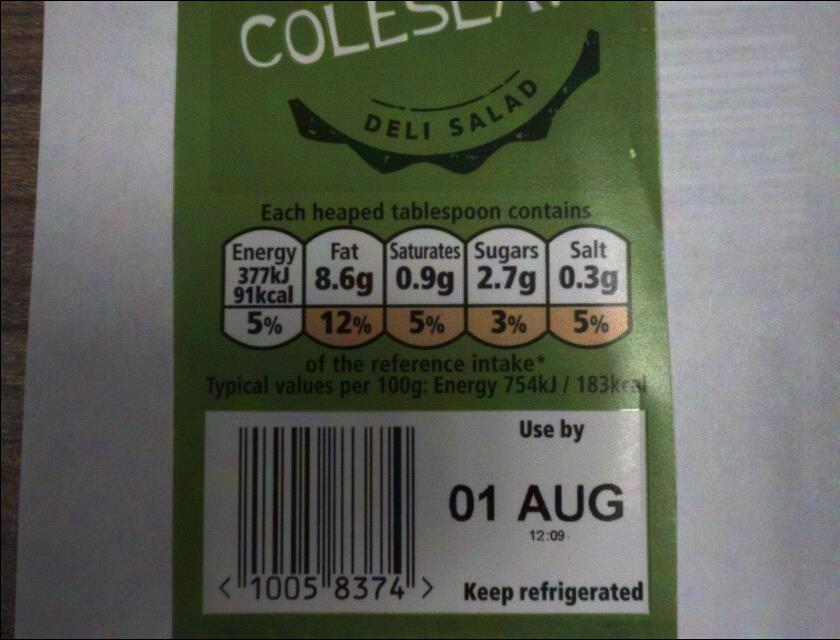 COLESLAW
DELI SALAD
Each heaped tablespoon contains
Energy Fat Saturates Sugars Salt
377kJ 8.6g 0.9g 2.7g 0.3g
91kcal
5% 12% 5% 3% 5%
of the reference intake*
Typical values per 100g: Energy 754kJ / 183kcal
Use by
01 AUG
12:09
< 1005 8374 > Keep refrigerated